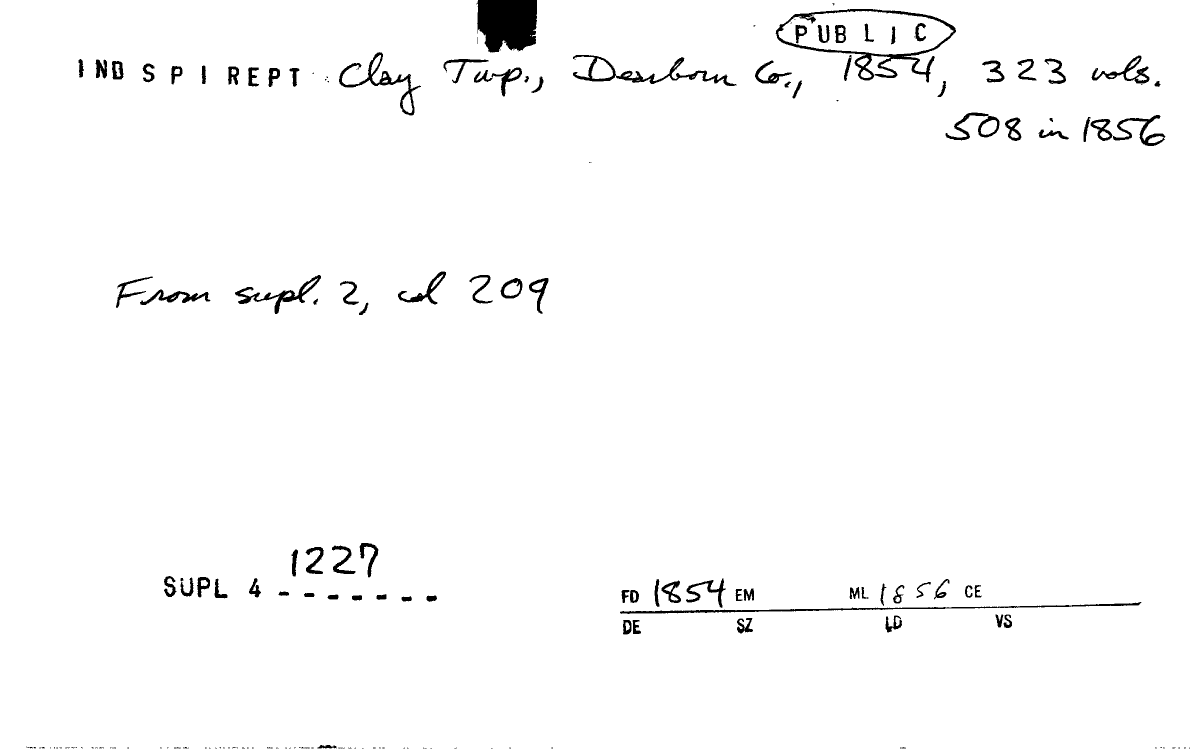 PUBLIC
IND SPI REPT Clay Twp., Dearborn Co., 1854, 323 vols.
508 in 1856
From supl. 2, col 209
1227
SUPL 4 - - - - - - -
FD 1854 EM ML 1856 CE
DE SZ LD VS